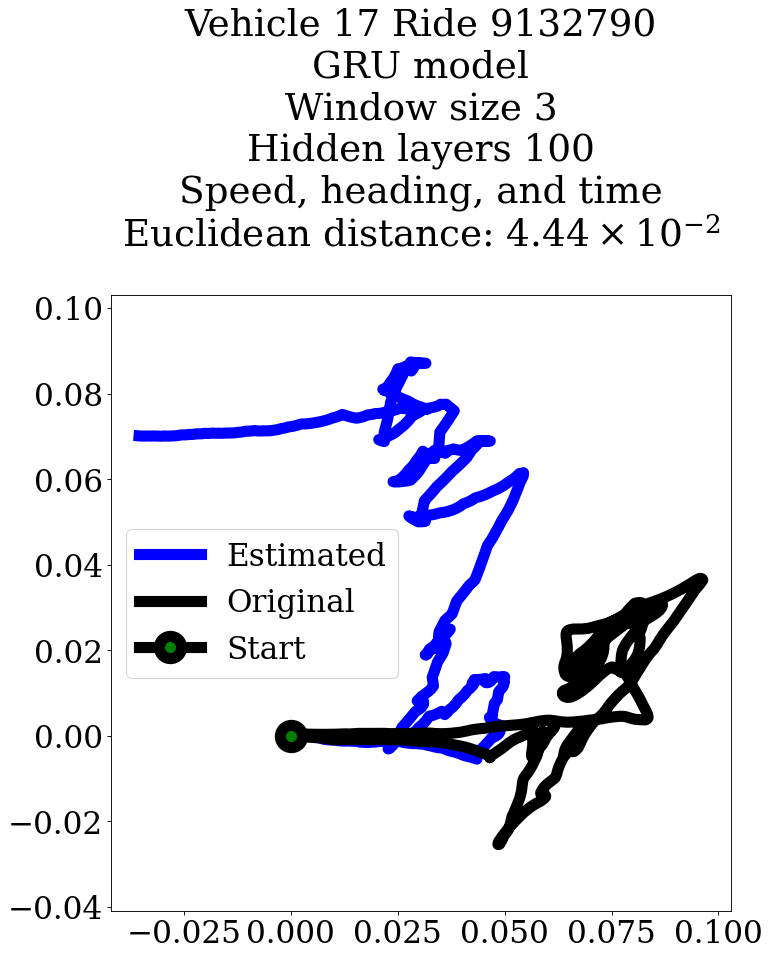 Vehicle 17 Ride 9132790
GRU model
Window size 3
Hidden layers 100
Speed, heading, and time
Euclidean distance: 4.44 × 10⁻²
0.10
0.08
0.06
0.04
0.02
0.00
−0.02
−0.04
Estimated
Original
Start
−0.025 0.000 0.025 0.050 0.075 0.100